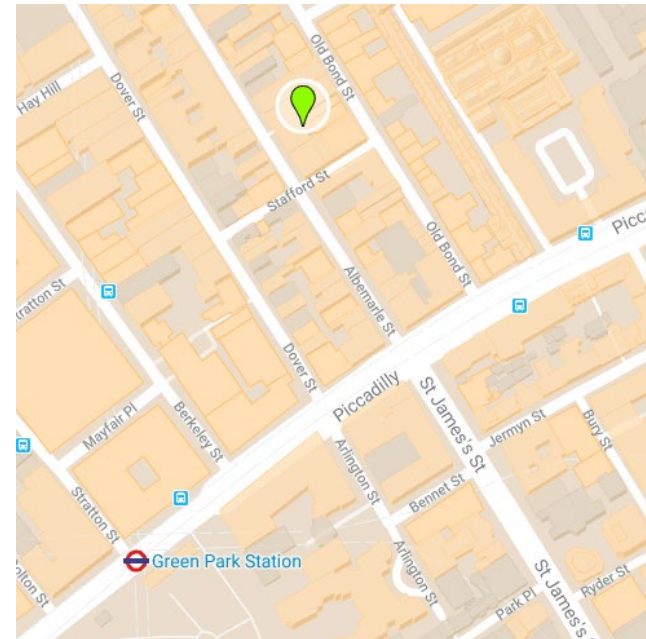 Old Bond St
Hay Hill
Dover St
Stafford St
Old Bond St
Picc
tratton St
Albemarle St
Dover St
Piccadilly
St James's St
Mayfair Pl
Berkeley St
Jermyn St
Bury St
Arlington St
Bennet St
Stratton St
Green Park Station
Arlington St
St James's St
Ryder St
olton St
Park Pl